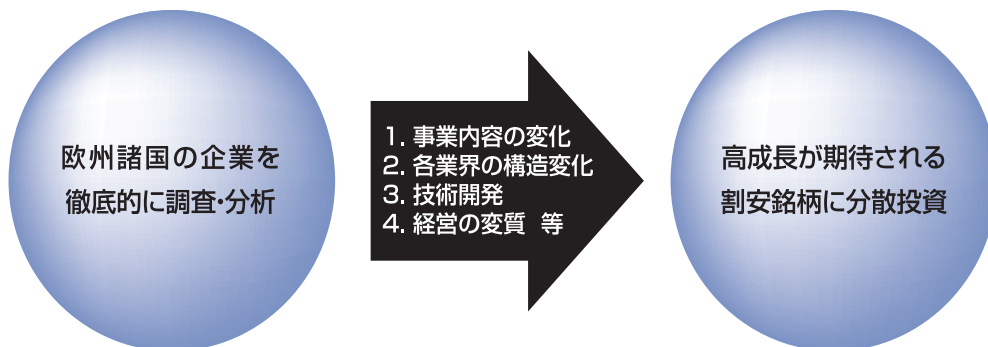 欧州諸国の企業を
徹底的に調査・分析
1. 事業内容の変化
2. 各業界の構造変化
3. 技術開発
4. 経営の変質 等
高成長が期待される
割安銘柄に分散投資